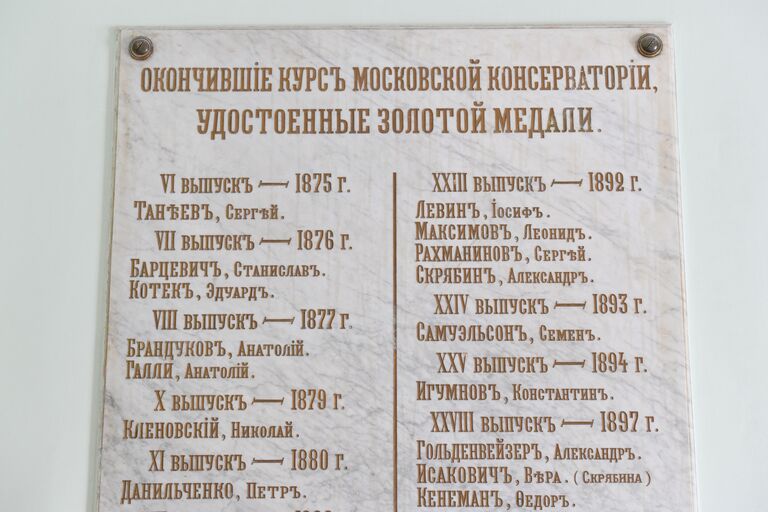 ОКОНЧИВШІЕ КУРСЪ МОСКОВСКОЙ КОНСЕРВАТОРІИ,
УДОСТОЕННЫЕ ЗОЛОТОЙ МЕДАЛИ.
VI ВЫПУСКЪ — 1875 Г.
ТАНѢЕВЪ, СЕРГѢЙ.
VII ВЫПУСКЪ — 1876 Г.
БАРЦЕВИЧЪ, СТАНИСЛАВЪ.
КОТЕКЪ, ЭДУАРДЪ.
VIII ВЫПУСКЪ — 1877 Г.
БРАНДУКОВЪ, АНАТОЛІЙ.
ГАЛЛИ, АНАТОЛІЙ.
X ВЫПУСКЪ — 1879 Г.
КЛЕНОВСКІЙ, НИКОЛАЙ.
XI ВЫПУСКЪ — 1880 Г.
ДАНИЛЬЧЕНКО, ПЕТРЪ.
XXIII ВЫПУСКЪ — 1892 Г.
ЛЕВИНЪ, ІОСИФЪ.
МАКСИМОВЪ, ЛЕОНИДЪ.
РАХМАНИНОВЪ, СЕРГѢЙ.
СКРЯБИНЪ, АЛЕКСАНДРЪ.
XXIV ВЫПУСКЪ — 1893 Г.
САМУЭЛЬСОНЪ, СЕМЕНЪ.
XXV ВЫПУСКЪ — 1894 Г.
ИГУМНОВЪ, КОНСТАНТИНЪ.
XXVIII ВЫПУСКЪ — 1897 Г.
ГОЛЬДЕНВЕЙЗЕРЪ, АЛЕКСАНДРЪ.
ИСАКОВИЧЪ, ВѢРА. (СКРЯБИНА)
КЕНЕМАНЪ, ѲЕДОРЪ.